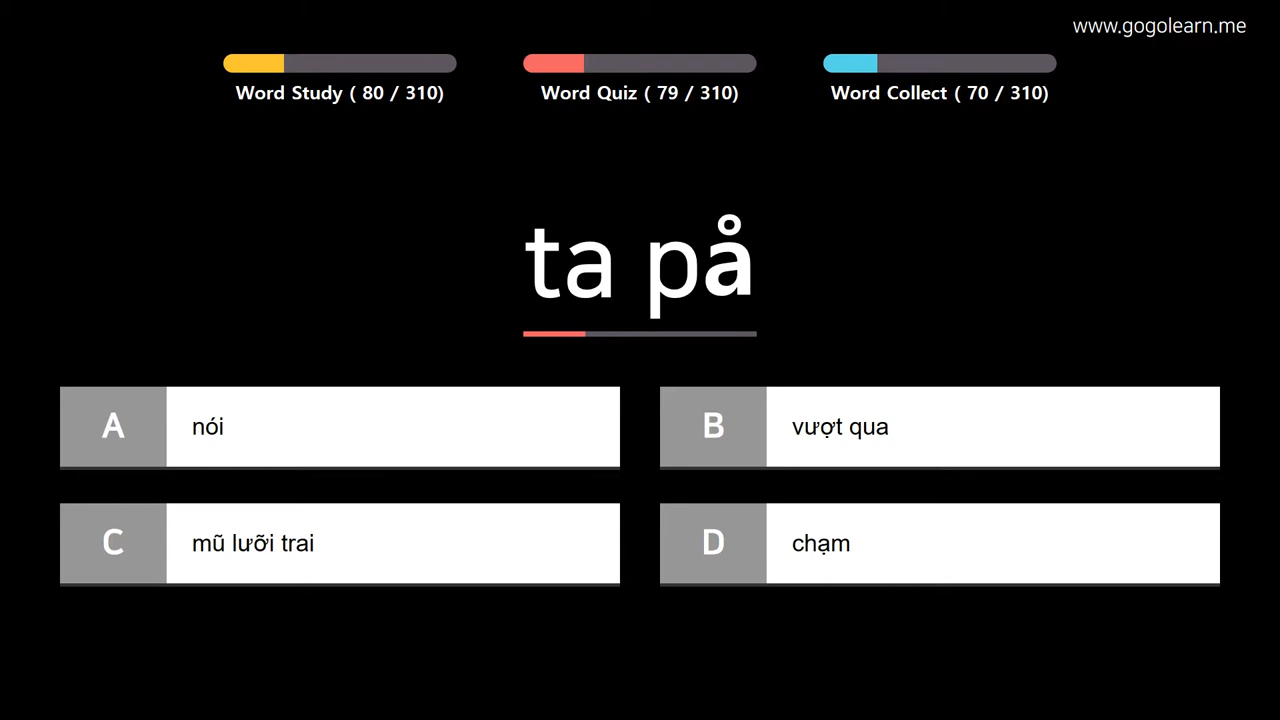 www.gogolearn.me
Word Study ( 80 / 310)
Word Quiz ( 79 / 310)
Word Collect ( 70 / 310)
ta på
A nói
B vượt qua
C mũ lưỡi trai
D chạm